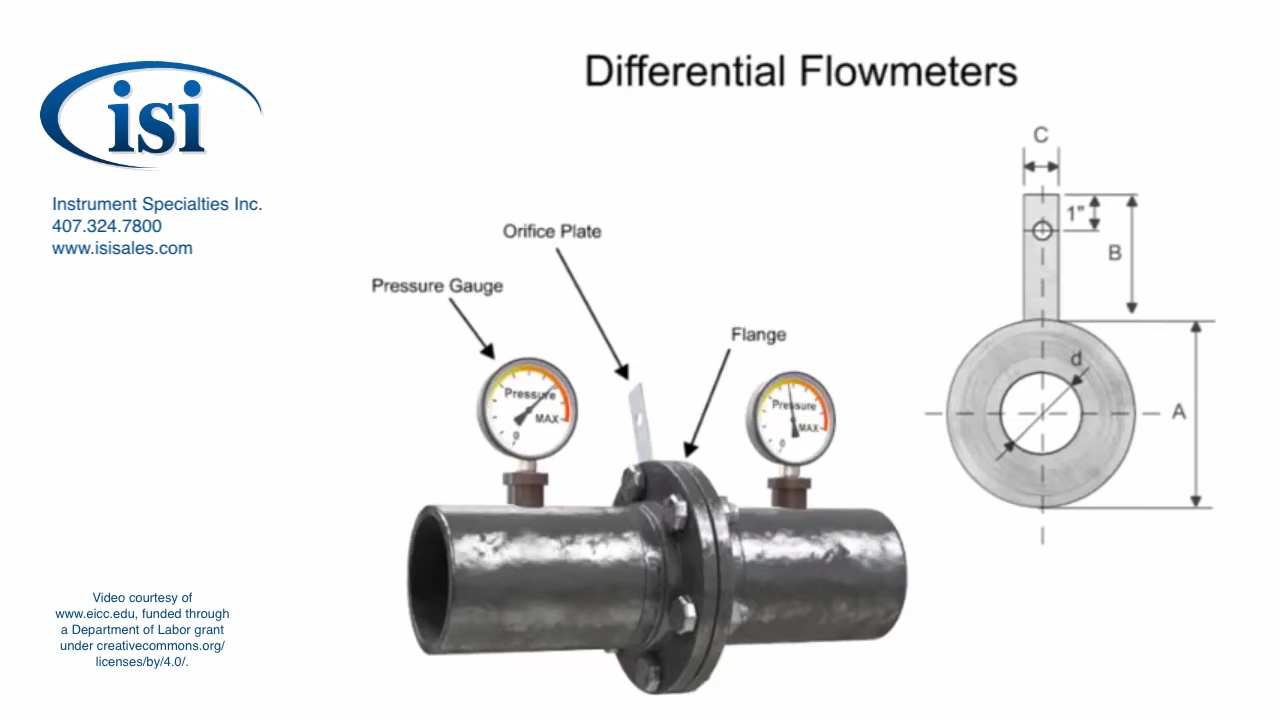 Differential Flowmeters
isi
Instrument Specialties Inc.
407.324.7800
www.isisales.com
C
1"
B
Orifice Plate
Pressure Gauge
Flange
d
A
Pressure
MAX
0
Pressure
MAX
0
Video courtesy of
www.eicc.edu, funded through
a Department of Labor grant
under creativecommons.org/
licenses/by/4.0/.